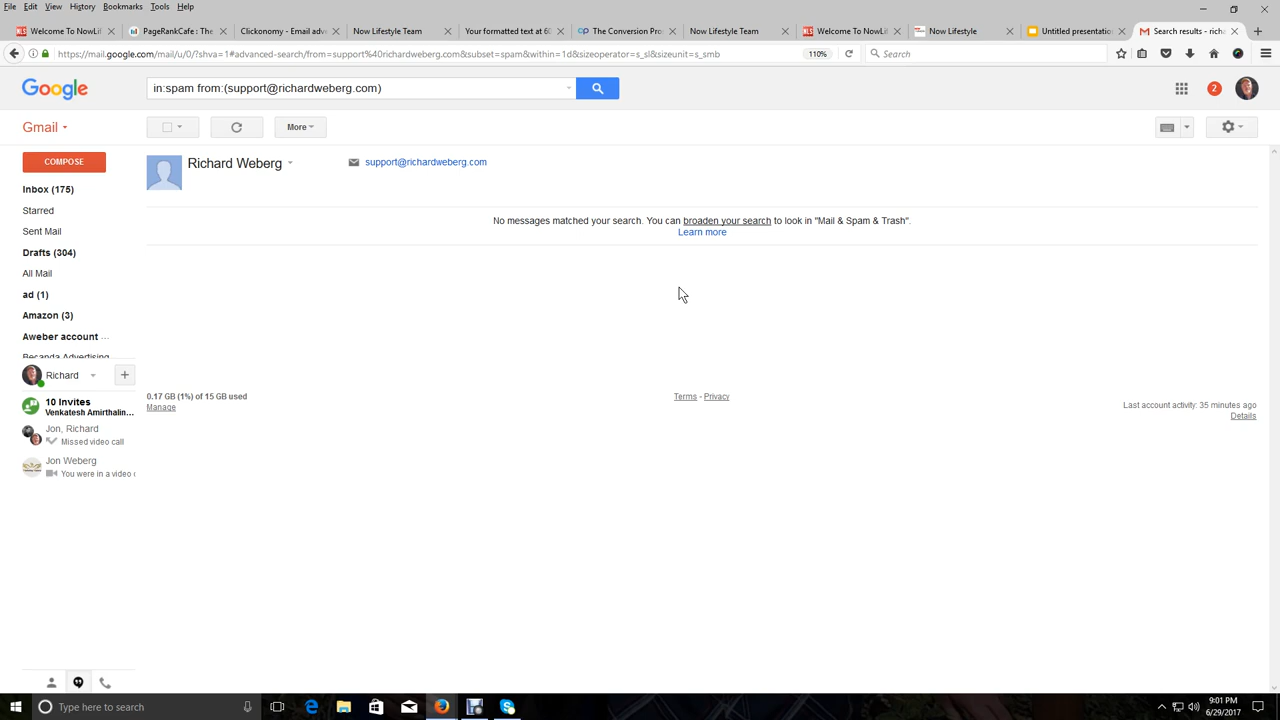 File Edit View History Bookmarks Tools Help
Welcome To NowLif
PageRankCafe : The
Clickonomy - Email adv
Now Lifestyle Team
Your formatted text at 65
The Conversion Pro
Now Lifestyle Team
Welcome To NowLi
Now Lifestyle
Untitled presentation
Search results - rich
https://mail.google.com/mail/u/0/?shva=1#advanced-search/from=support%40richardweberg.com&subset=spam&within=1d&sizeoperator=s_sl&sizeunit=s_smb
110%
Search
Google
in:spam from:(support@richardweberg.com)
2
Gmail
More
COMPOSE
Richard Weberg
support@richardweberg.com
Inbox (175)
Starred
Sent Mail
Drafts (304)
All Mail
ad (1)
Amazon (3)
Aweber account ...
Becanda Advertising
No messages matched your search. You can broaden your search to look in "Mail & Spam & Trash".
Learn more
Richard
10 Invites
Venkatesh Amirthalin...
Jon, Richard
Missed video call
Jon Weberg
You were in a video c
0.17 GB (1%) of 15 GB used
Manage
Terms - Privacy
Last account activity: 35 minutes ago
Details
Type here to search
9:01 PM
6/29/2017